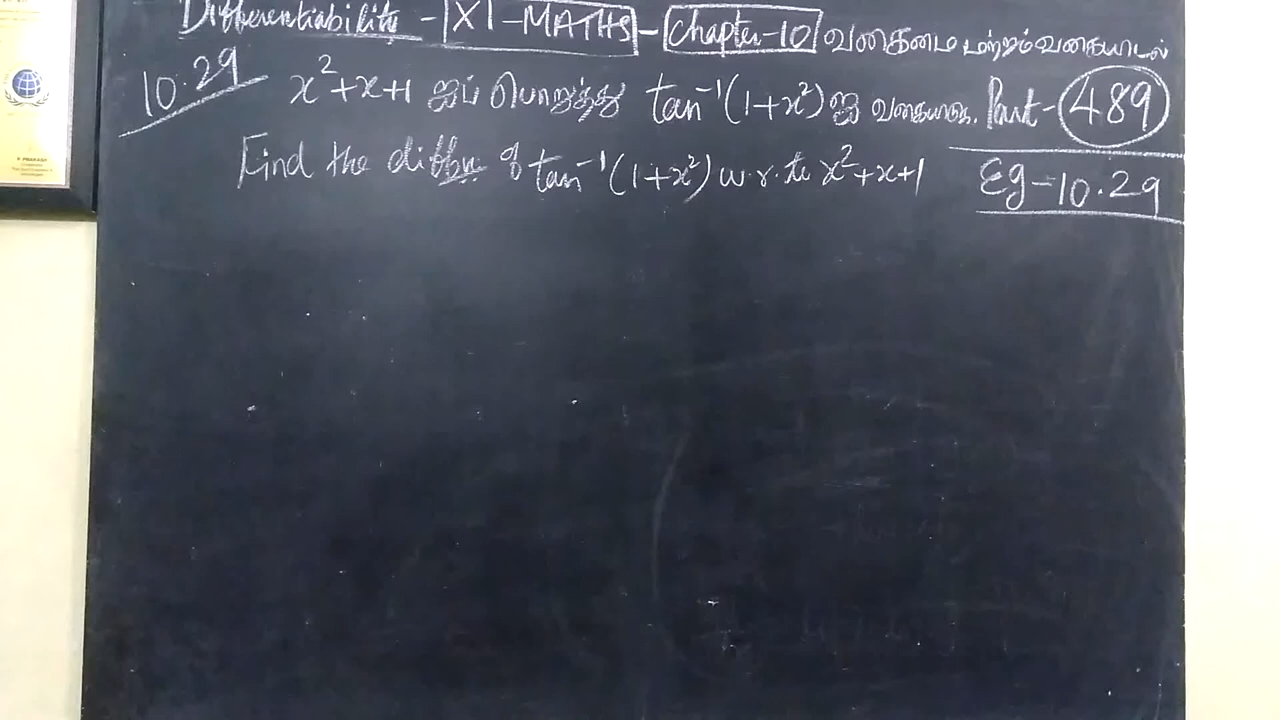 Differentiability - XI - MATHS - Chapter-10 வகைமை மற்றும் வகையிடல்
10.29 x²+x+1 ஐப் பொறுத்து tan⁻¹(1+x²) ஐ வகையிடுக. Part - 489
Find the diffn. of tan⁻¹(1+x²) w.r.to x²+x+1 Eg-10.29